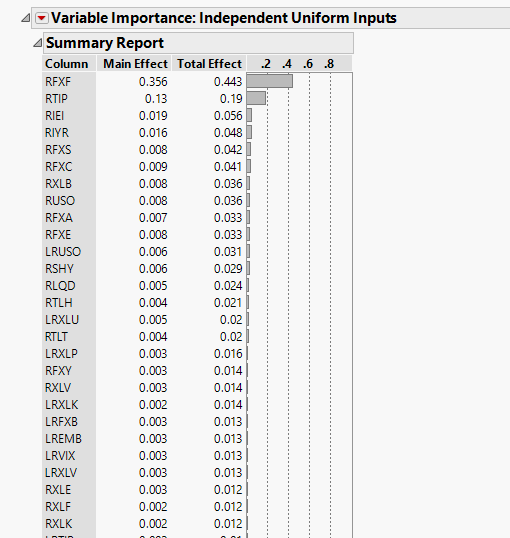 Variable Importance: Independent Uniform Inputs
Summary Report
Column Main Effect Total Effect .2 .4 .6 .8
RFXF 0.356 0.443
RTIP 0.13 0.19
RIEI 0.019 0.056
RIYR 0.016 0.048
RFXS 0.008 0.042
RFXC 0.009 0.041
RXLB 0.008 0.036
RUSO 0.008 0.036
RFXA 0.007 0.033
RFXE 0.008 0.033
LRUSO 0.006 0.031
RSHY 0.006 0.029
RLQD 0.005 0.024
RTLH 0.004 0.021
LRXLU 0.005 0.02
RTLT 0.004 0.02
LRXLP 0.003 0.016
RFXY 0.003 0.014
RXLV 0.003 0.014
LRXLK 0.002 0.014
LRFXB 0.003 0.013
LREMB 0.003 0.013
LRVIX 0.003 0.013
LRXLV 0.003 0.013
RXLE 0.003 0.012
RXLF 0.002 0.012
RXLK 0.002 0.012